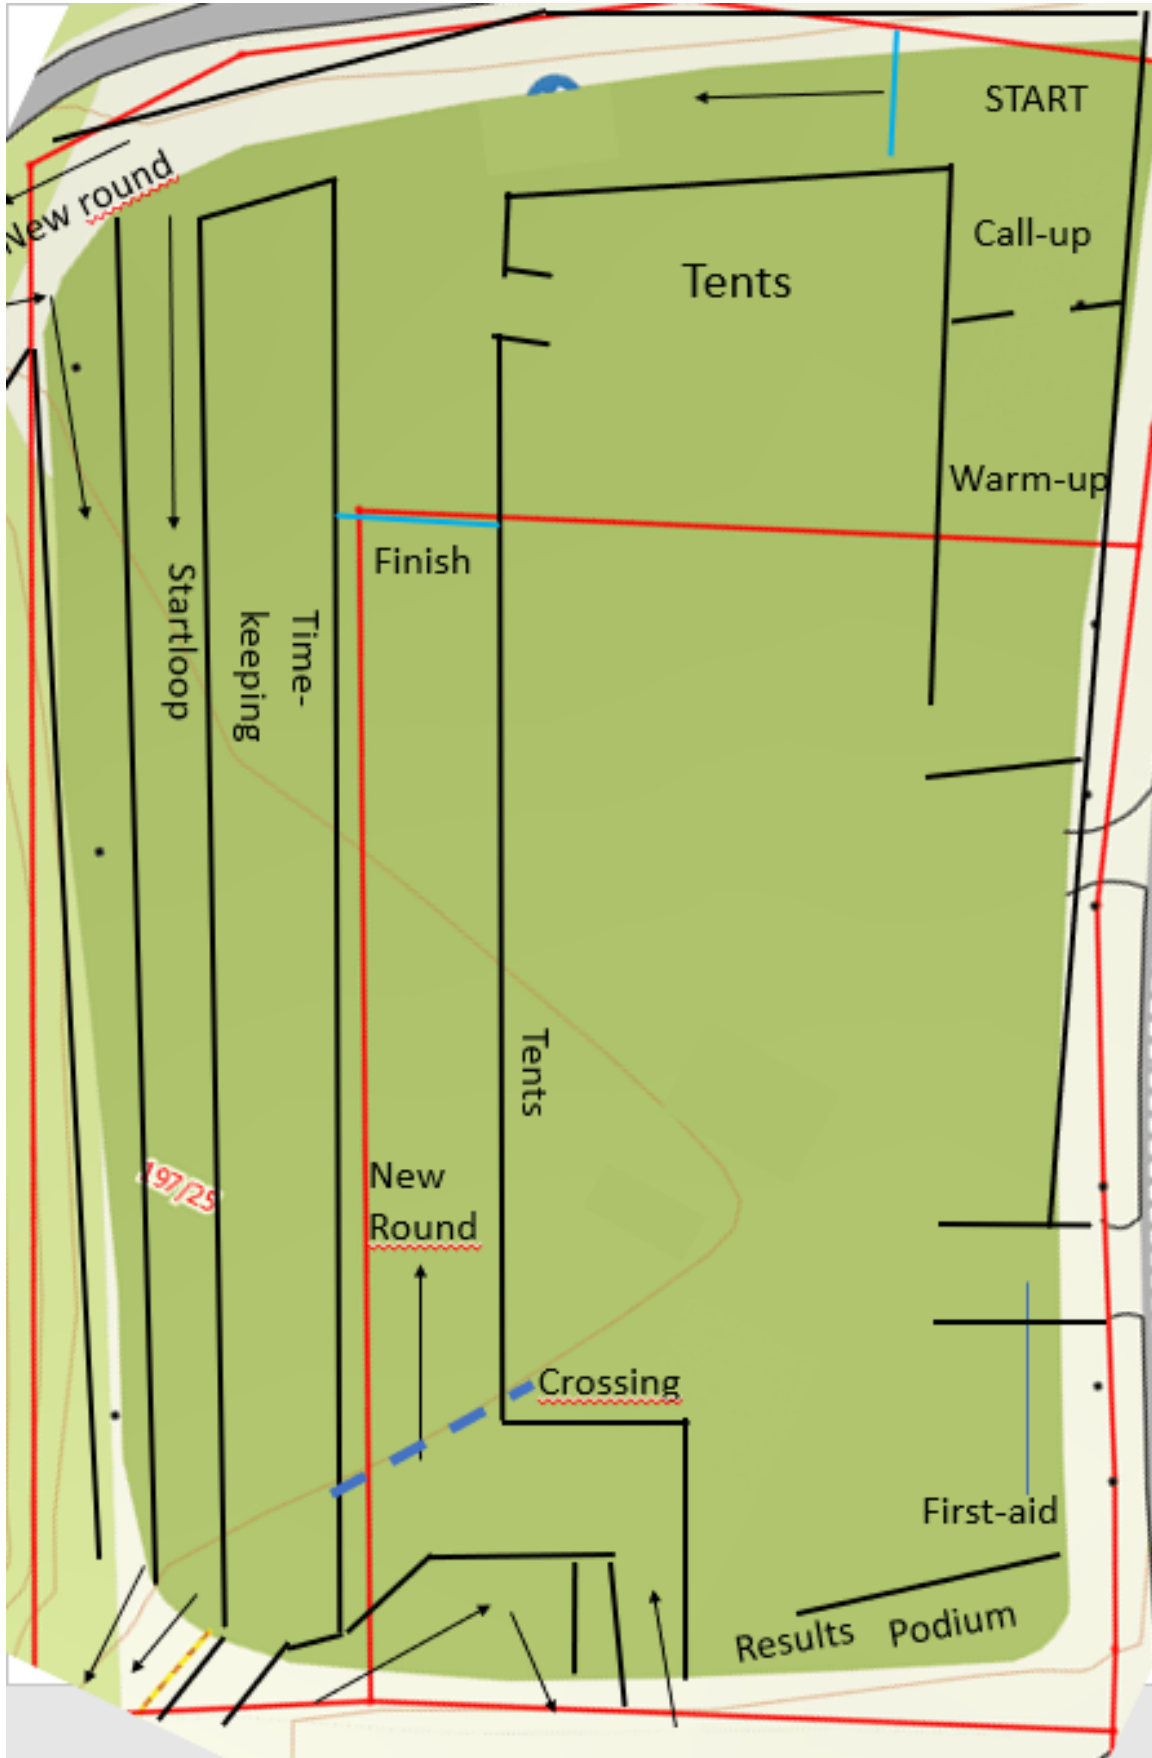 START
New round
Call-up
Tents
Warm-up
Finish
Startloop
Time-
keeping
Tents
197/25
New
Round
Crossing
First-aid
Results Podium